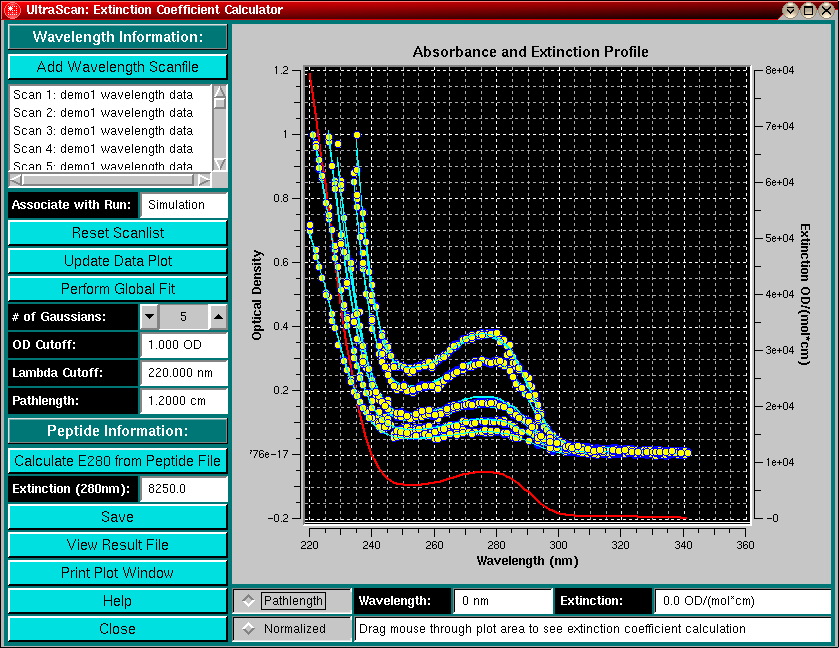 UltraScan: Extinction Coefficient Calculator
Wavelength Information:
Add Wavelength Scanfile
Scan 1: demo1 wavelength data
Scan 2: demo1 wavelength data
Scan 3: demo1 wavelength data
Scan 4: demo1 wavelength data
Scan 5: demo1 wavelength data
Associate with Run: Simulation
Reset Scanlist
Update Data Plot
Perform Global Fit
# of Gaussians: 5
OD Cutoff: 1.000 OD
Lambda Cutoff: 220.000 nm
Pathlength: 1.2000 cm
Peptide Information:
Calculate E280 from Peptide File
Extinction (280nm): 8250.0
Save
View Result File
Print Plot Window
Help
Close
Absorbance and Extinction Profile
1.2
1
0.8
0.6
0.4
0.2
'76e-17
-0.2
Optical Density
8e+04
7e+04
6e+04
5e+04
4e+04
3e+04
2e+04
1e+04
0
Extinction OD/(mol*cm)
220 240 260 280 300 320 340 360
Wavelength (nm)
Pathlength Wavelength: 0 nm Extinction: 0.0 OD/(mol*cm)
Normalized Drag mouse through plot area to see extinction coefficient calculation